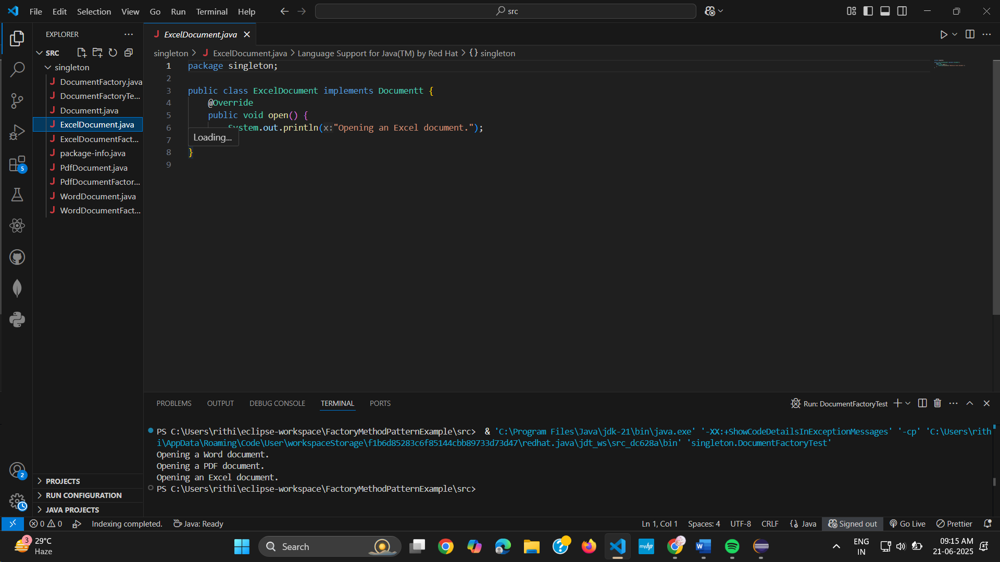 File Edit Selection View Go Run Terminal Help
src
EXPLORER
SRC
singleton
DocumentFactory.java
DocumentFactoryTe...
Documentt.java
ExcelDocument.java
ExcelDocumentFact...
package-info.java
PdfDocument.java
PdfDocumentFactor...
WordDocument.java
WordDocumentFact...
PROJECTS
RUN CONFIGURATION
JAVA PROJECTS
5
2
ExcelDocument.java
singleton > ExcelDocument.java > Language Support for Java(TM) by Red Hat > {} singleton
1 package singleton;
2
3 public class ExcelDocument implements Documentt {
4 @Override
5 public void open() {
6 System.out.println(x:"Opening an Excel document.");
7
Loading...
8 }
9
PROBLEMS OUTPUT DEBUG CONSOLE TERMINAL PORTS
Run: DocumentFactoryTest
PS C:\Users\rithi\eclipse-workspace\FactoryMethodPatternExample\src>  & 'C:\Program Files\Java\jdk-21\bin\java.exe' '-XX:+ShowCodeDetailsInExceptionMessages' '-cp' 'C:\Users\rith
i\AppData\Roaming\Code\User\workspaceStorage\f1b6d85283c6f85144cbb89733d73d47\redhat.java\jdt_ws\src_dc628a\bin' 'singleton.DocumentFactoryTest'
Opening a Word document.
Opening a PDF document.
Opening an Excel document.
PS C:\Users\rithi\eclipse-workspace\FactoryMethodPatternExample\src>
0 0 Indexing completed. Java: Ready
Ln 1, Col 1 Spaces: 4 UTF-8 CRLF {} Java Signed out Go Live Prettier
3
29°C
Haze
Search
myhp
ENG
IN
09:15 AM
21-06-2025